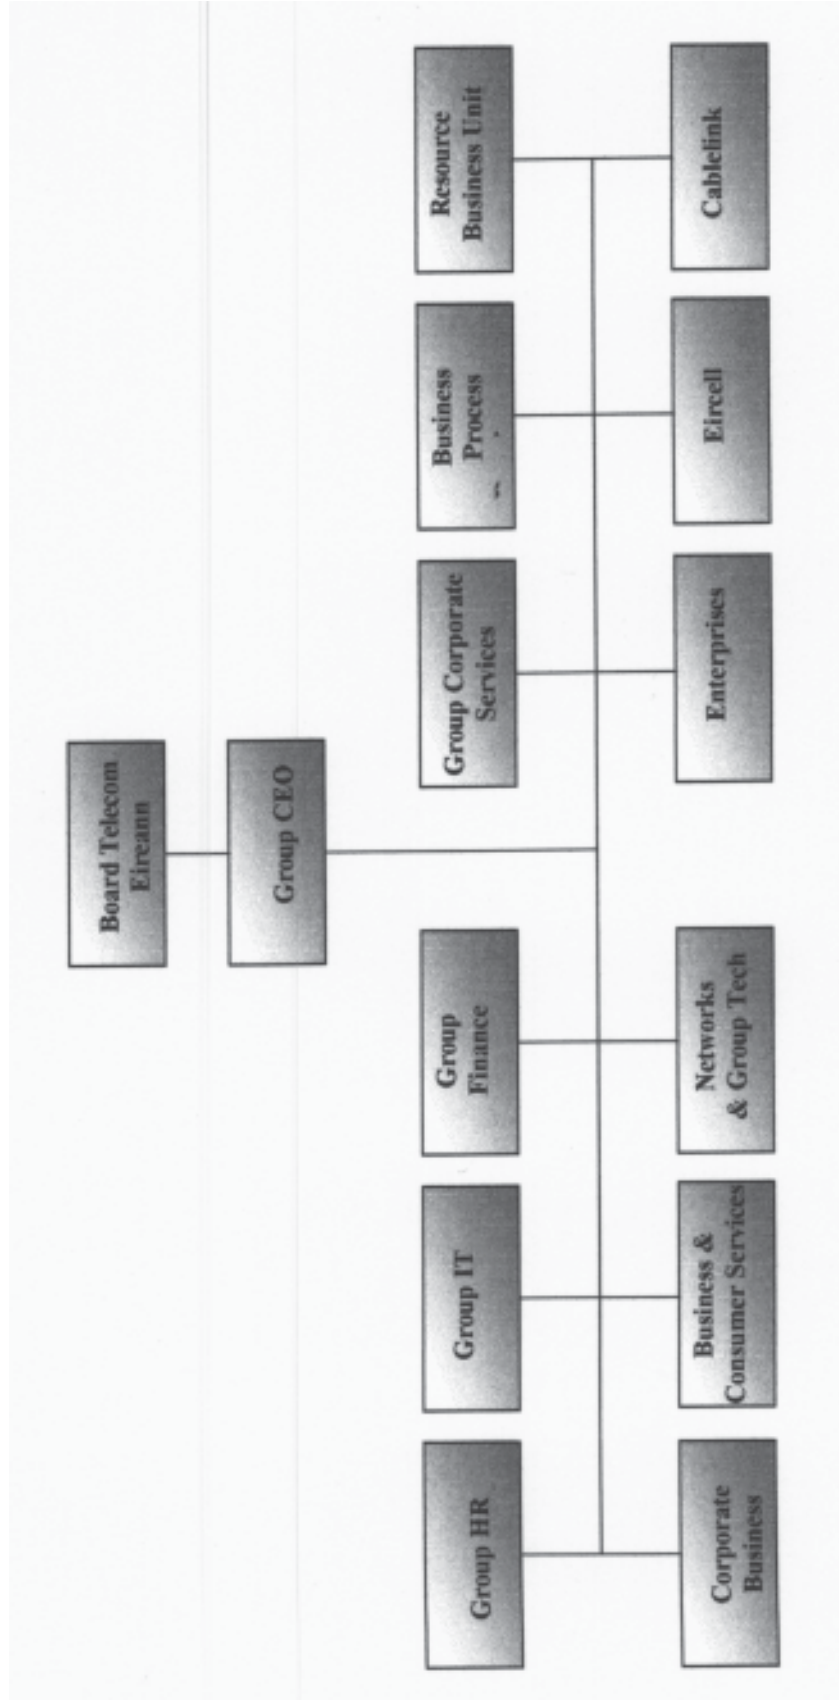 Board Telecom
Eireann
Group CEO
Group HR
Group IT
Group
Finance
Group Corporate
Services
Business
Process
Resource
Business Unit
Corporate
Business
Business &
Consumer Services
Networks
& Group Tech
Enterprises
Eircell
Cablelink